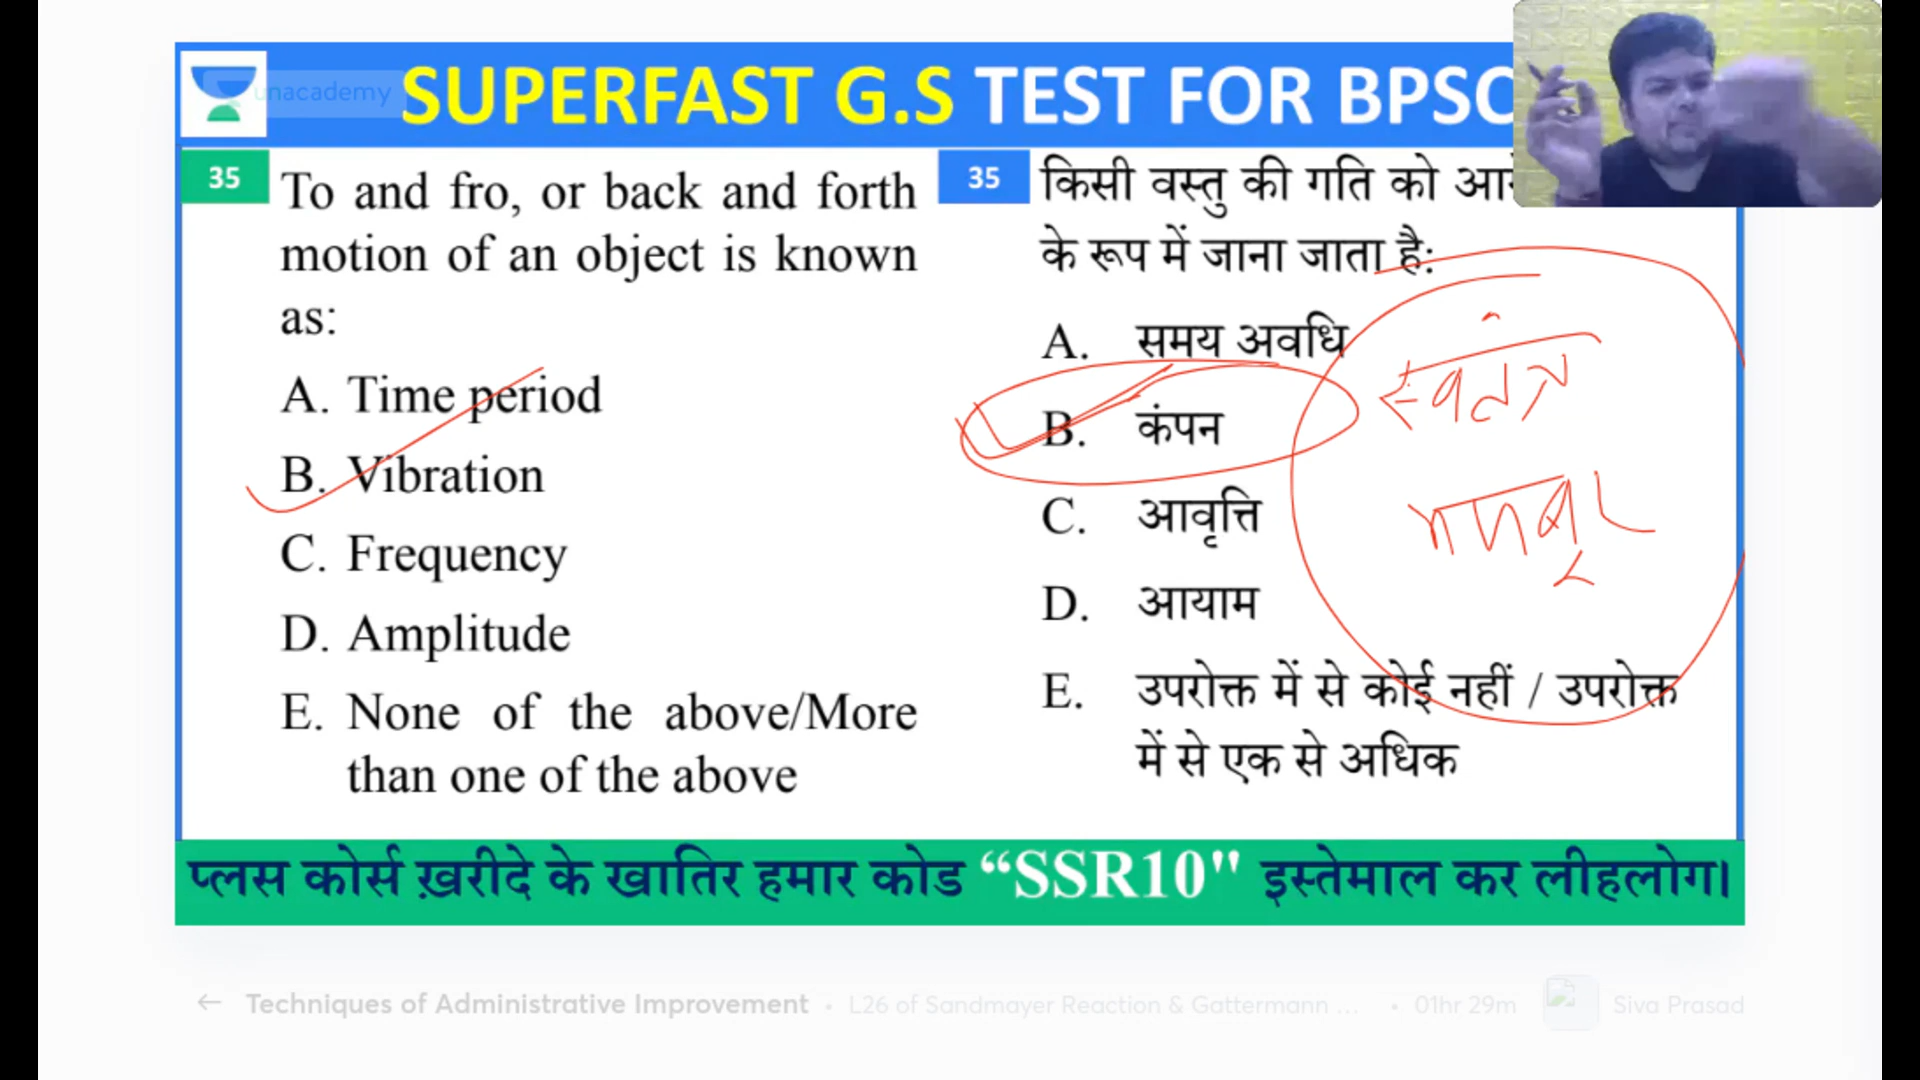 unacademy
SUPERFAST G.S TEST FOR BPSC
35
To and fro, or back and forth
motion of an object is known
as:
A. Time period
B. Vibration
C. Frequency
D. Amplitude
E. None of the above/More
than one of the above
35
किसी वस्तु की गति को
के रूप में जाना जाता है:
A. समय अवधि
B. कंपन
C. आवृत्ति
D. आयाम
E. उपरोक्त में से कोई नहीं / उपरोक्त
में से एक से अधिक
स्वतंत्र
प्लस कोर्स ख़रीदे के खातिर हमार कोड “SSR10" इस्तेमाल कर लीहलोग।
← Techniques of Administrative Improvement • L26 of Sandmayer Reaction & Gattermann ... • 01hr 29m Siva Prasad